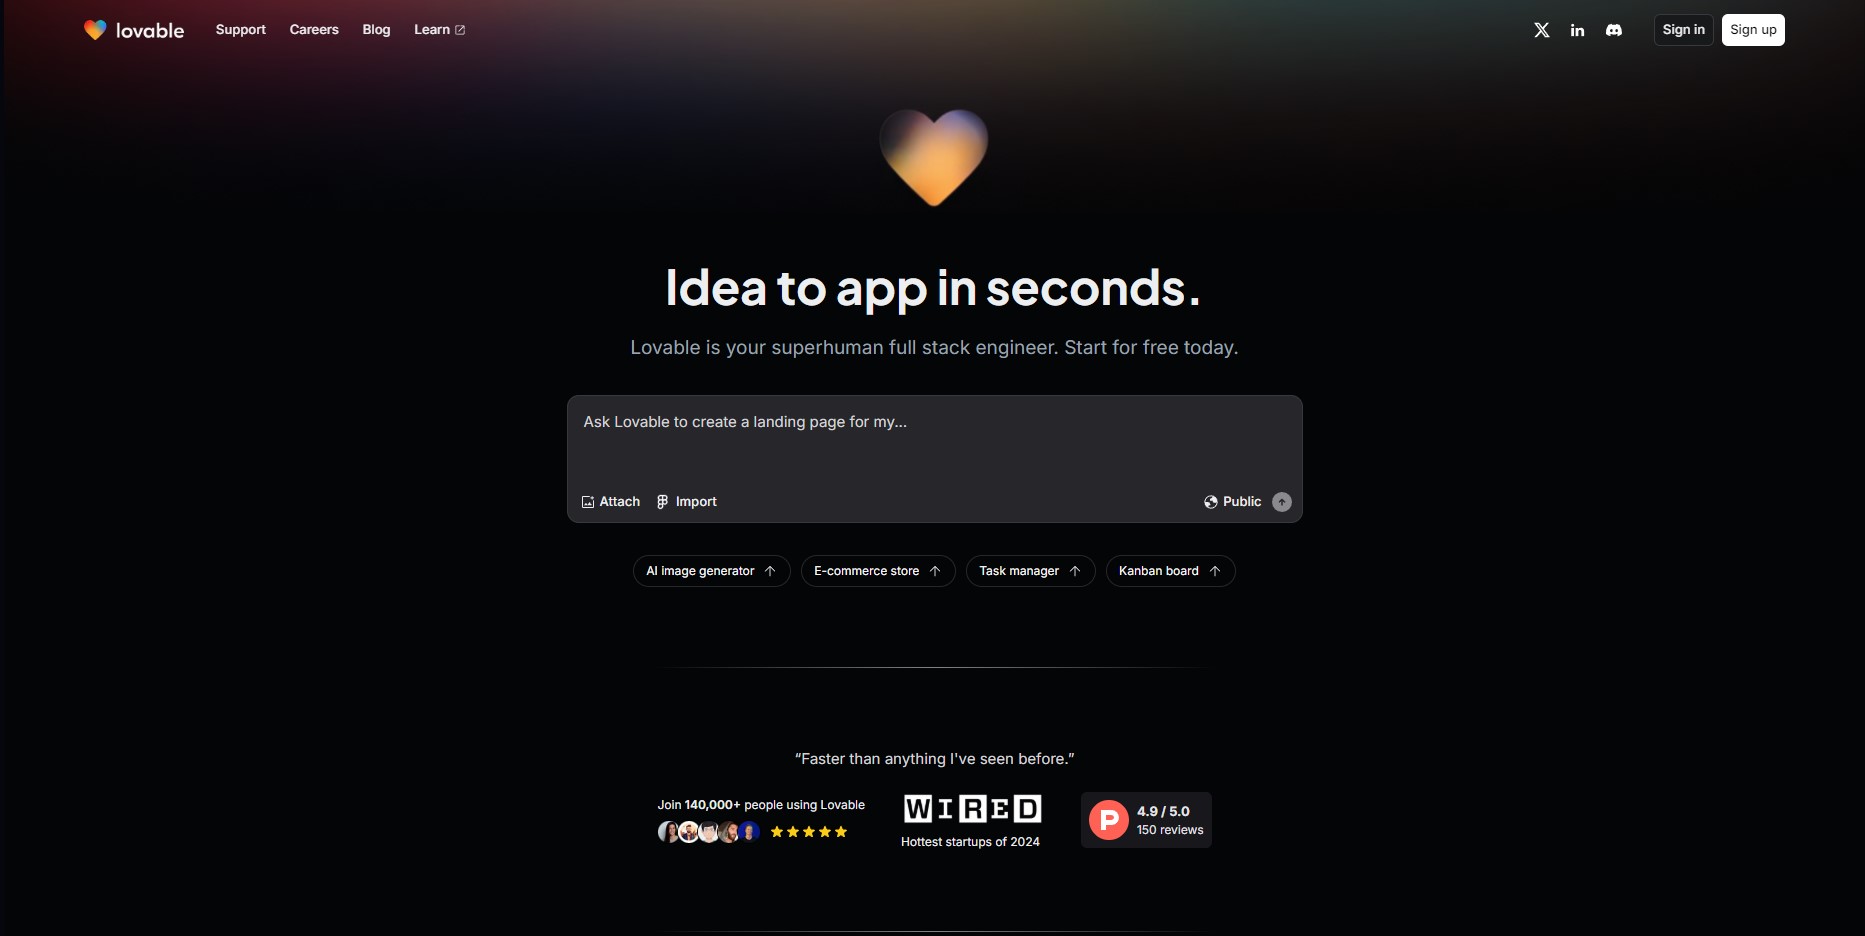 lovable Support Careers Blog Learn Sign in Sign up
Idea to app in seconds.
Lovable is your superhuman full stack engineer. Start for free today.
Ask Lovable to create a landing page for my...
Attach Import Public
AI image generator E-commerce store Task manager Kanban board
“Faster than anything I've seen before.”
Join 140,000+ people using Lovable
WIRED
Hottest startups of 2024
P
4.9 / 5.0
150 reviews